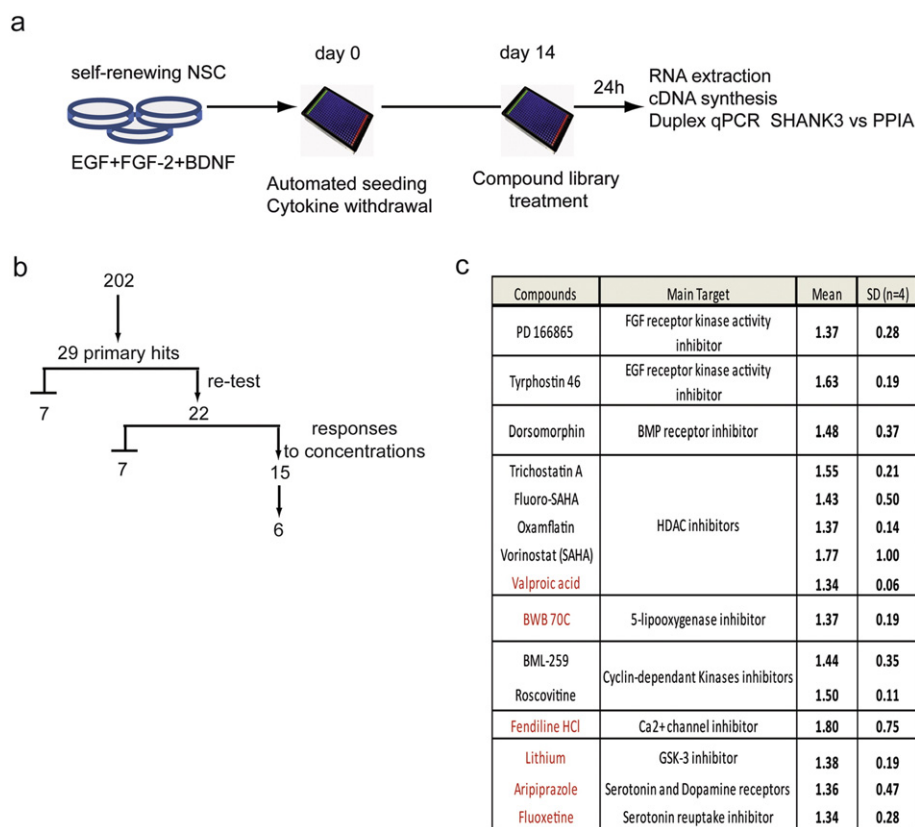 a
day 0
day 14
self-renewing NSC
24h
RNA extraction
cDNA synthesis
Duplex qPCR SHANK3 vs PPIA
EGF+FGF-2+BDNF
Automated seeding
Cytokine withdrawal
Compound library
treatment
b
202
29 primary hits
re-test
7
22
responses
to concentrations
7
15
6
c
Compounds Main Target Mean SD (n=4)
PD 166865 FGF receptor kinase activity inhibitor 1.37 0.28
Tyrphostin 46 EGF receptor kinase activity inhibitor 1.63 0.19
Dorsomorphin BMP receptor inhibitor 1.48 0.37
Trichostatin A 1.55 0.21
Fluoro-SAHA 1.43 0.50
Oxamflatin HDAC inhibitors 1.37 0.14
Vorinostat (SAHA) 1.77 1.00
Valproic acid 1.34 0.06
BWB 70C 5-lipooxygenase inhibitor 1.37 0.19
BML-259 Cyclin-dependant Kinases inhibitors 1.44 0.35
Roscovitine 1.50 0.11
Fendiline HCl Ca2+ channel inhibitor 1.80 0.75
Lithium GSK-3 inhibitor 1.38 0.19
Aripiprazole Serotonin and Dopamine receptors 1.36 0.47
Fluoxetine Serotonin reuptake inhibitor 1.34 0.28